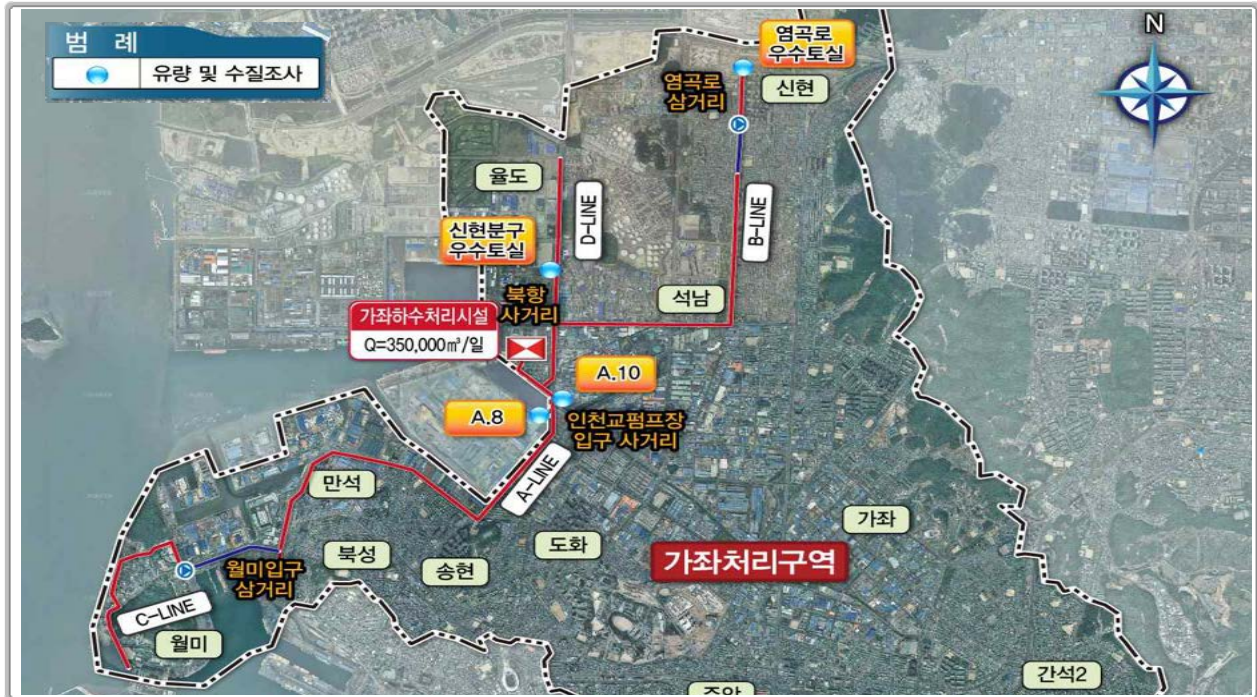 범 례
유량 및 수질조사
N
염곡로
우수토실
염곡로
삼거리
신현
율도
D-LINE
B-LINE
신현분구
우수토실
북항
사거리
석남
가좌하수처리시설
Q=350,000㎥/일
A.10
A.8
인천교펌프장
입구 사거리
A-LINE
만석
가좌
도화
북성
송현
가좌처리구역
월미입구
삼거리
C-LINE
월미
간석2
주안